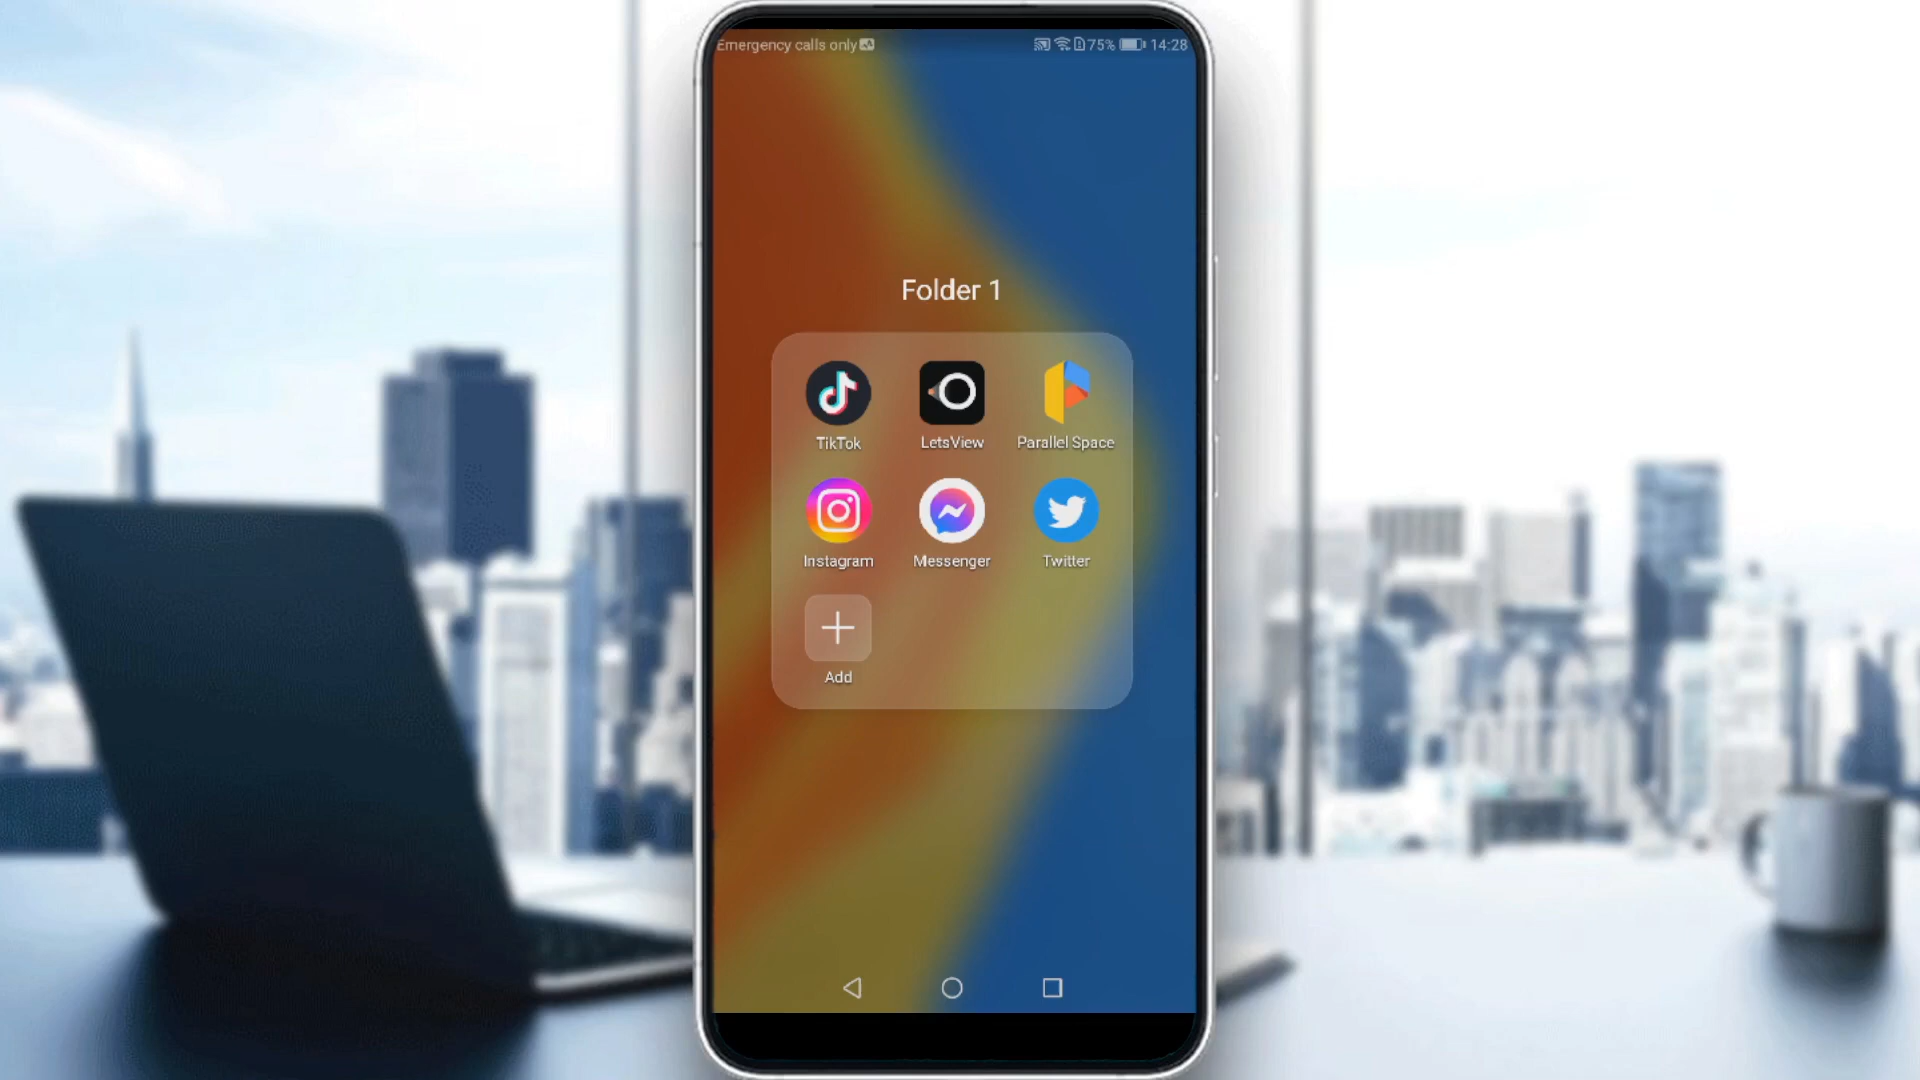 Emergency calls only
75% 14:28
Folder 1
TikTok LetsView Parallel Space
Instagram Messenger Twitter
Add